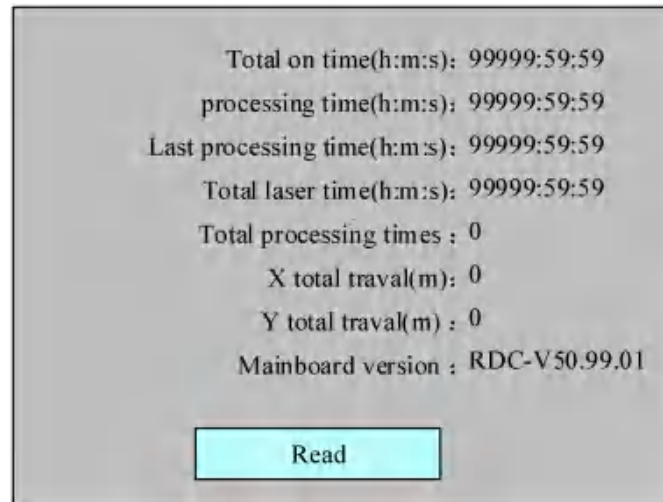 Total on time(h:m:s): 99999:59:59
processing time(h:m:s): 99999:59:59
Last processing time(h:m:s): 99999:59:59
Total laser time(h:m:s): 99999:59:59
Total processing times : 0
X total traval(m): 0
Y total traval(m) : 0
Mainboard version : RDC-V50.99.01
Read